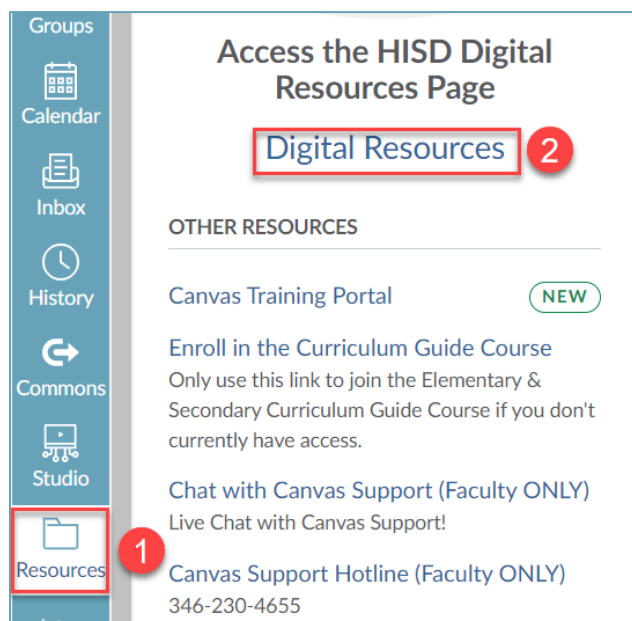 Groups
Calendar
Inbox
History
Commons
Studio
Resources
1
Access the HISD Digital
Resources Page
Digital Resources
2
OTHER RESOURCES
Canvas Training Portal
NEW
Enroll in the Curriculum Guide Course
Only use this link to join the Elementary &
Secondary Curriculum Guide Course if you don't
currently have access.
Chat with Canvas Support (Faculty ONLY)
Live Chat with Canvas Support!
Canvas Support Hotline (Faculty ONLY)
346-230-4655